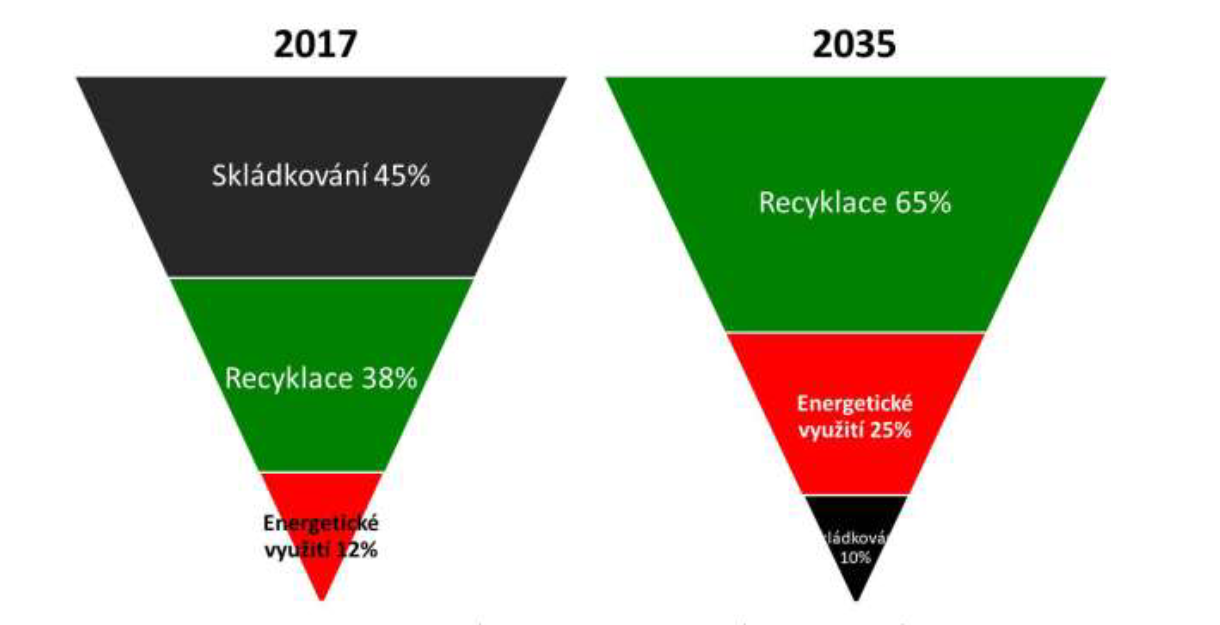 2017
Skládkování 45%
Recyklace 38%
Energetické
využití 12%
2035
Recyklace 65%
Energetické
využití 25%
10%